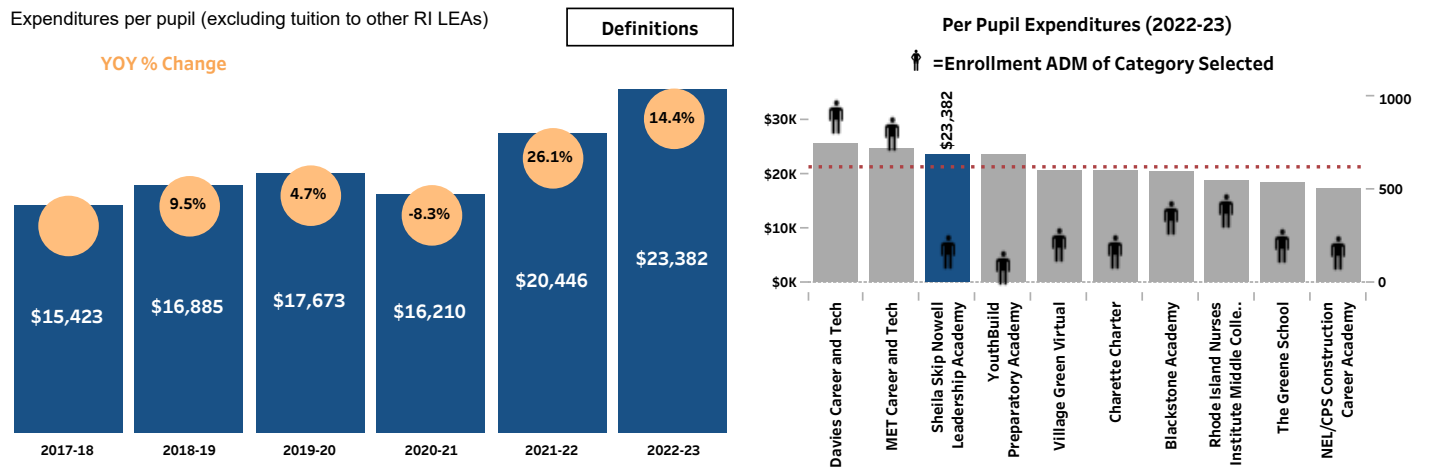 Expenditures per pupil (excluding tuition to other RI LEAs)
Definitions
YOY % Change
9.5%
4.7%
-8.3%
26.1%
14.4%
$15,423
$16,885
$17,673
$16,210
$20,446
$23,382
2017-18
2018-19
2019-20
2020-21
2021-22
2022-23
Per Pupil Expenditures (2022-23)
=Enrollment ADM of Category Selected
$30K
$20K
$10K
$0K
$23,382
1000
500
0
Davies Career and Tech
MET Career and Tech
Sheila Skip Nowell
Leadership Academy
YouthBuild
Preparatory Academy
Village Green Virtual
Charette Charter
Blackstone Academy
Rhode Island Nurses
Institute Middle Colle..
The Greene School
NEL/CPS Construction
Career Academy